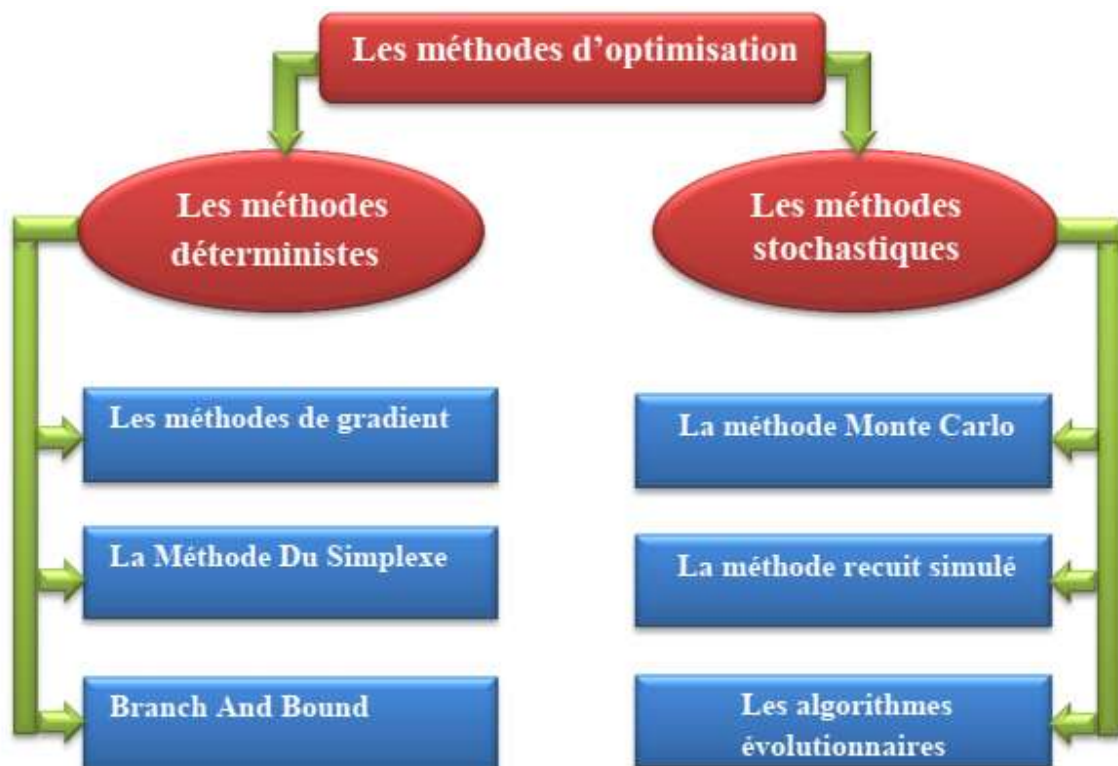 Les méthodes d’optimisation
Les méthodes
déterministes
Les méthodes
stochastiques
Les méthodes de gradient
La Méthode Du Simplexe
Branch And Bound
La méthode Monte Carlo
La méthode recuit simulé
Les algorithmes
évolutionnaires